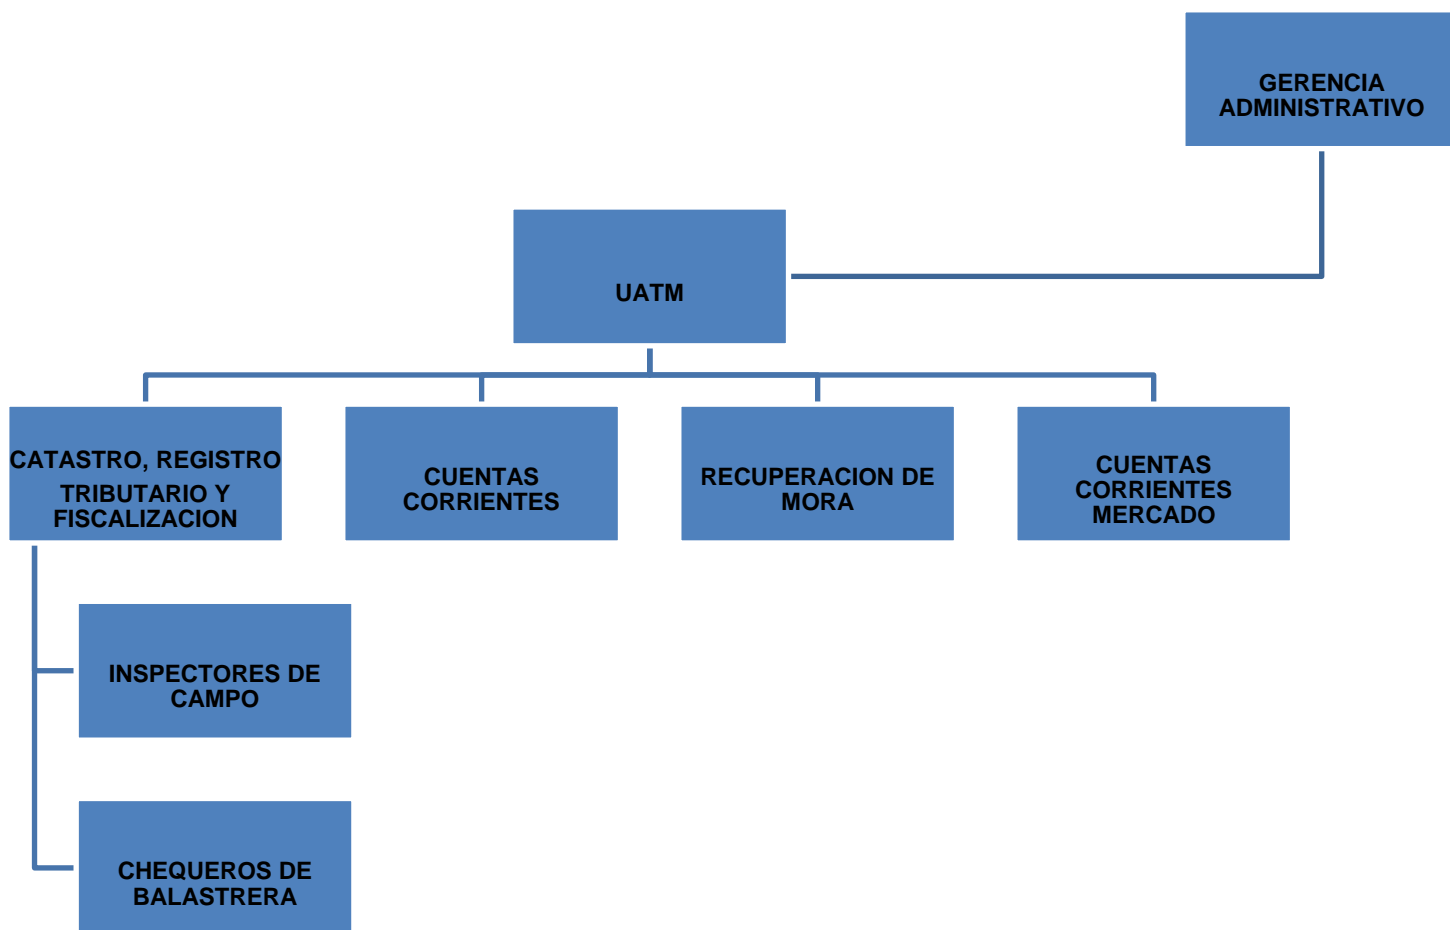 GERENCIA
ADMINISTRATIVO
UATM
CATASTRO, REGISTRO
TRIBUTARIO Y
FISCALIZACION
CUENTAS
CORRIENTES
RECUPERACION DE
MORA
CUENTAS
CORRIENTES
MERCADO
INSPECTORES DE
CAMPO
CHEQUEROS DE
BALASTRERA